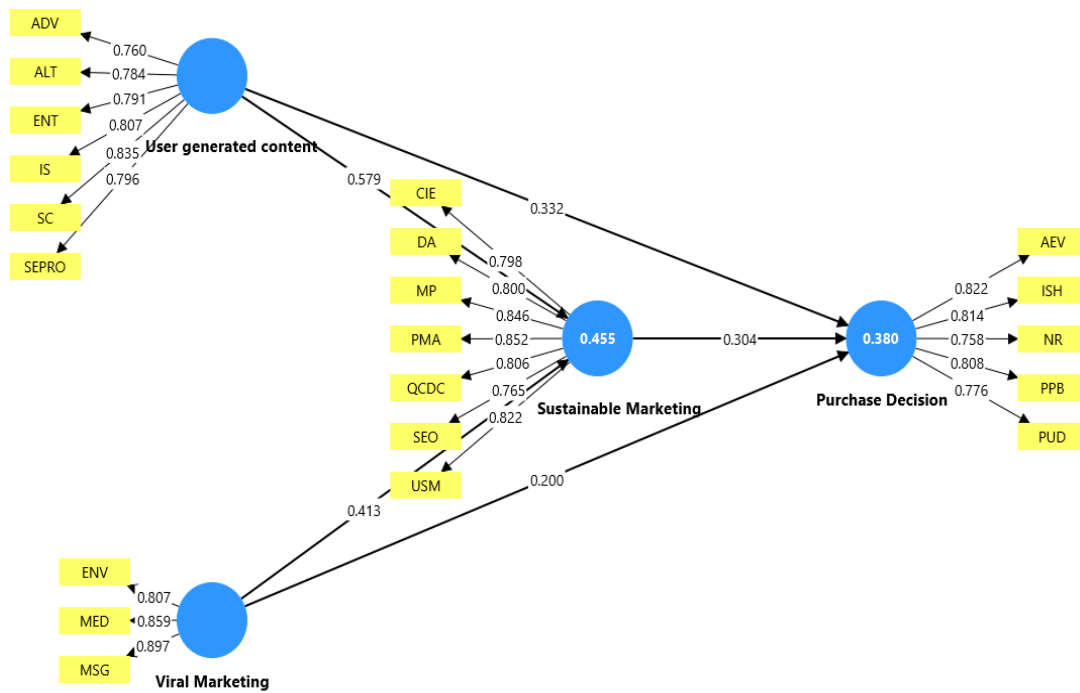 ADV
0.760
ALT
0.784
ENT
0.791
IS
0.807
SC
0.835
SEPRO
0.796
User generated content
0.579
0.332
CIE
0.798
DA
0.800
MP
0.846
PMA
0.852
QCDC
0.806
SEO
0.765
USM
0.822
0.455
Sustainable Marketing
0.304
0.380
Purchase Decision
AEV
0.822
ISH
0.814
NR
0.758
PPB
0.808
PUD
0.776
0.413
0.200
ENV
0.807
MED
0.859
MSG
0.897
Viral Marketing